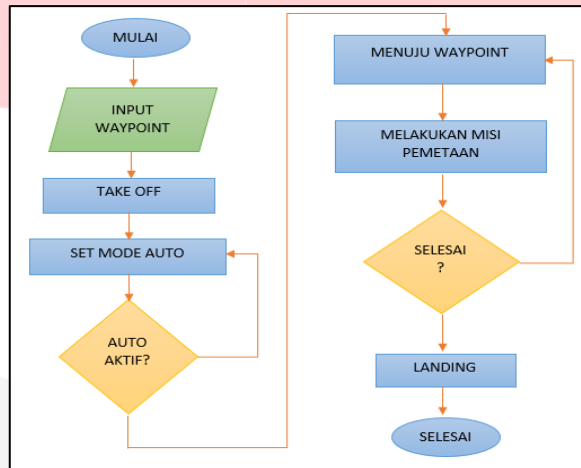 MULAI
INPUT
WAYPOINT
TAKE OFF
SET MODE AUTO
AUTO
AKTIF?
MENUJU WAYPOINT
MELAKUKAN MISI
PEMETAAN
SELESAI
?
LANDING
SELESAI